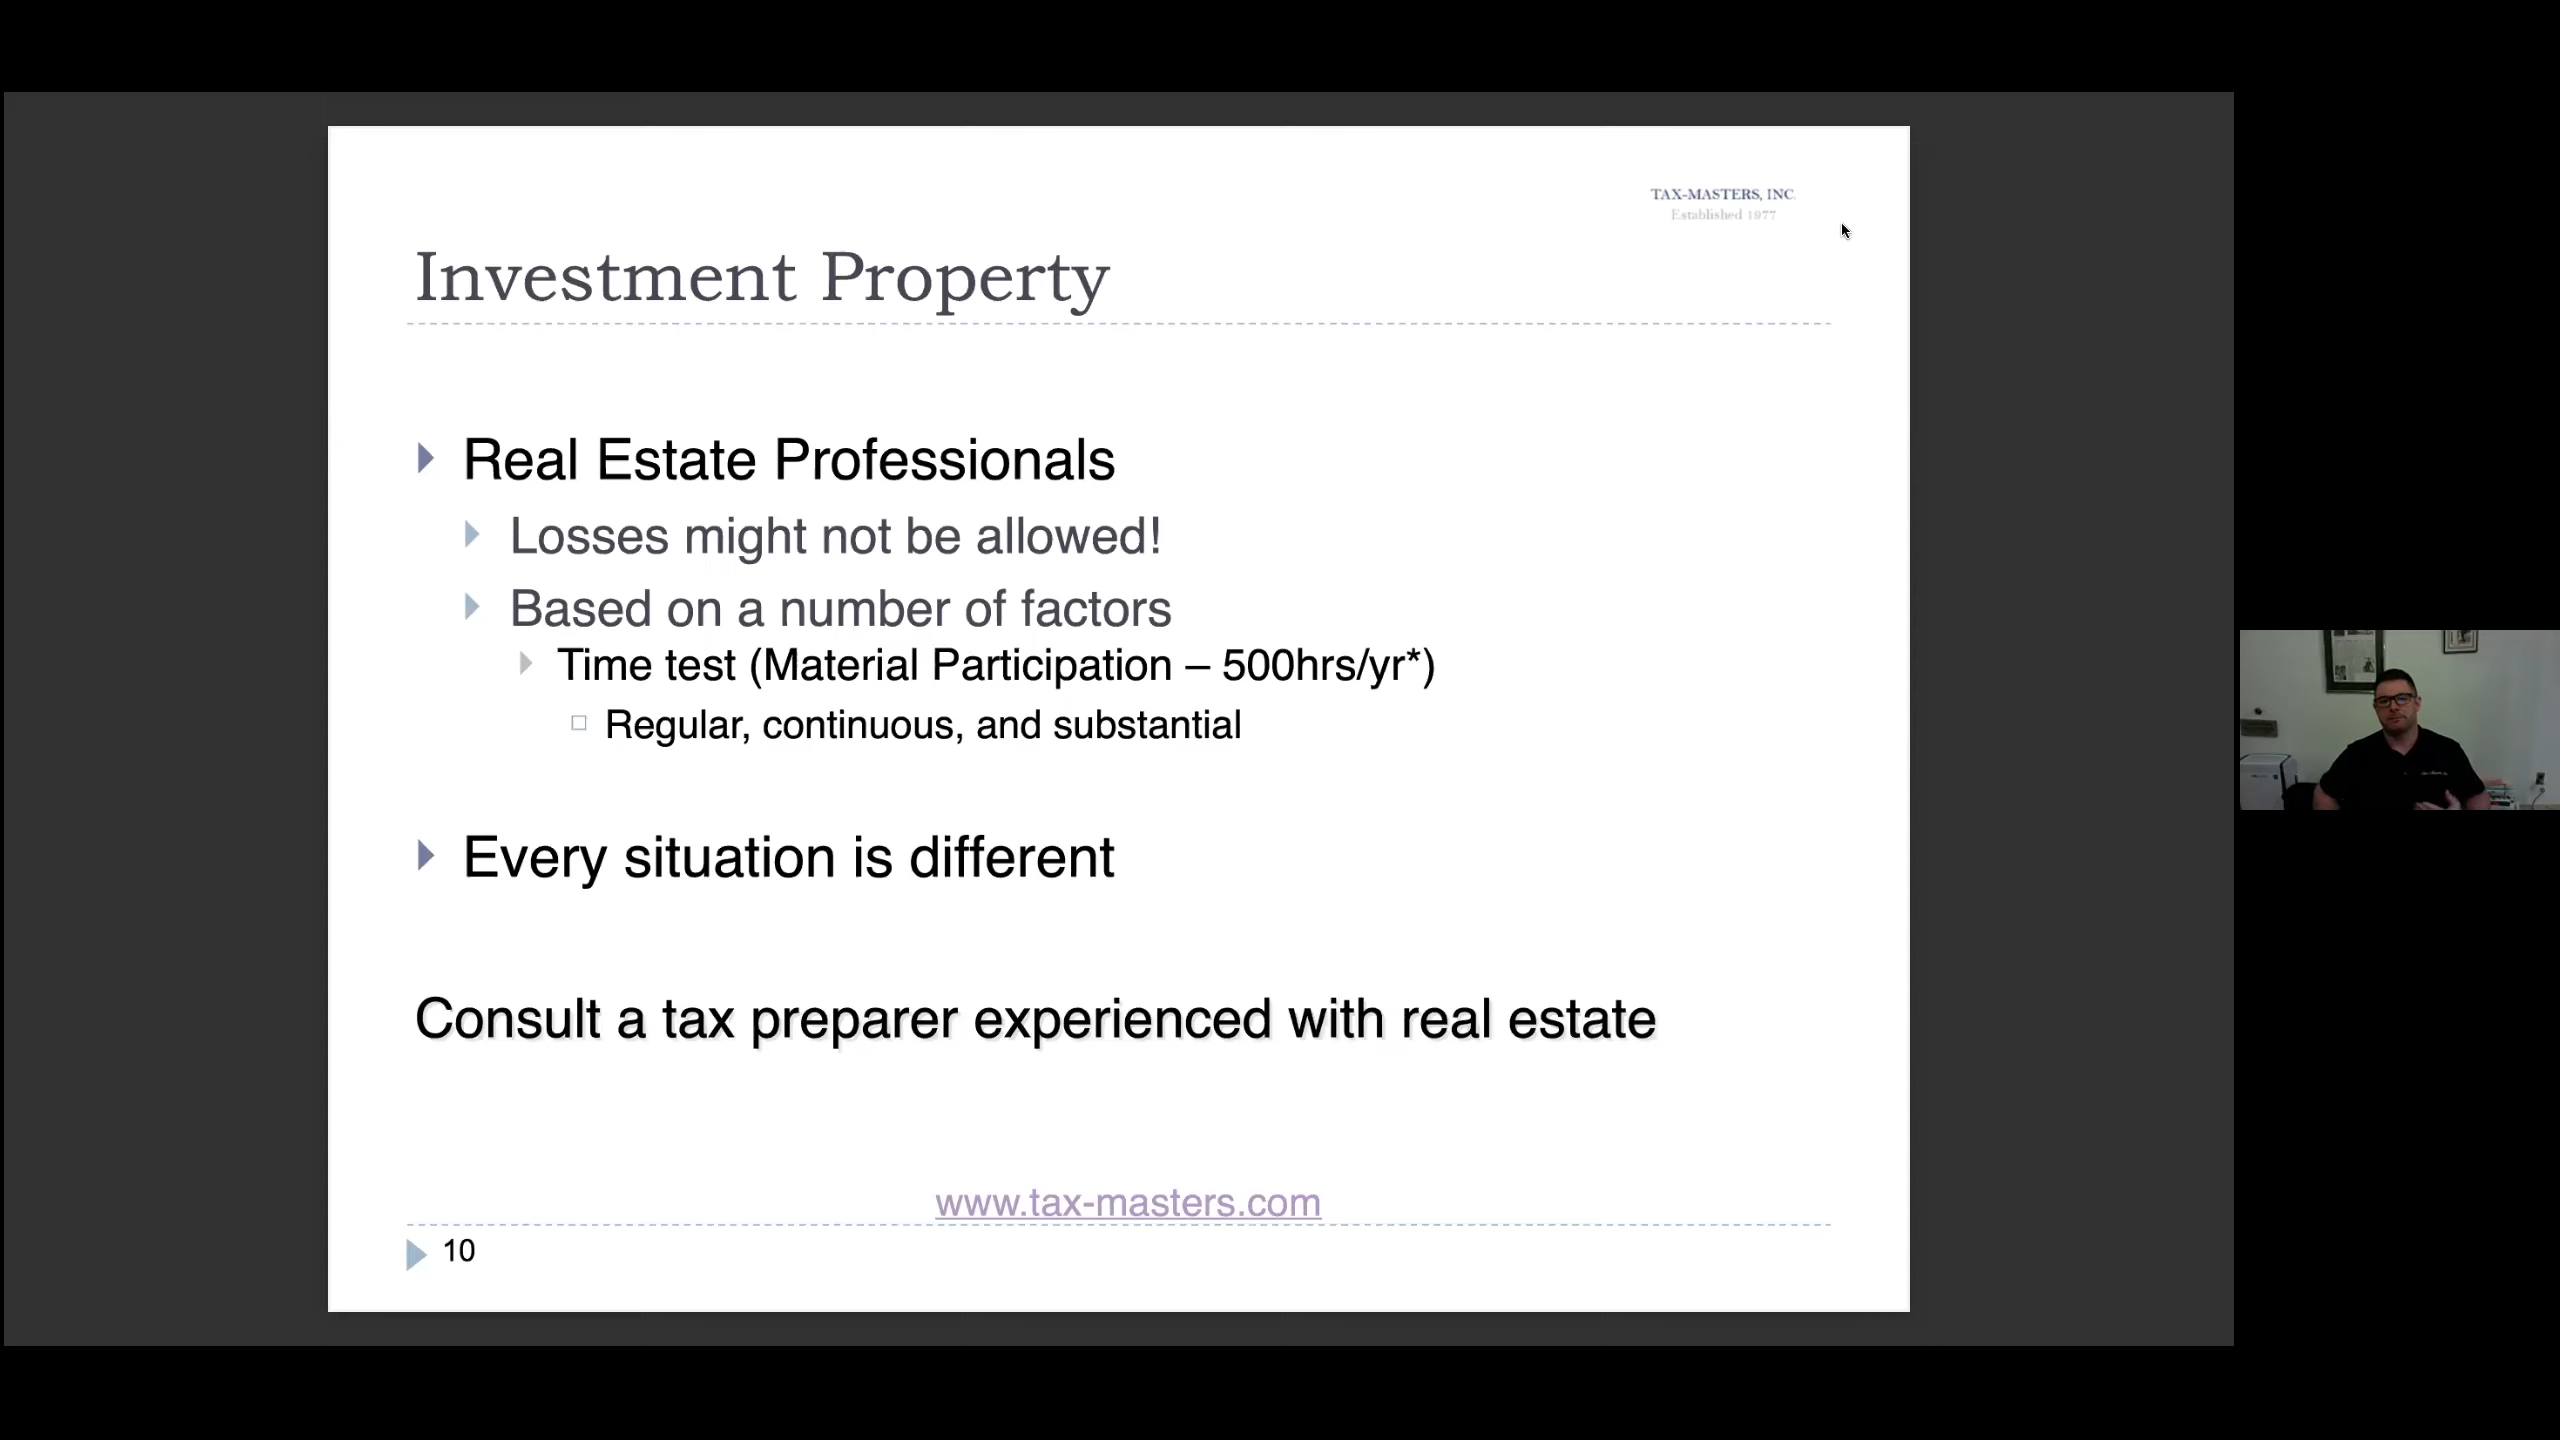 TAX-MASTERS, INC.
Established 1977
Investment Property
Real Estate Professionals
Losses might not be allowed!
Based on a number of factors
Time test (Material Participation – 500hrs/yr*)
Regular, continuous, and substantial
Every situation is different
Consult a tax preparer experienced with real estate
www.tax-masters.com
10